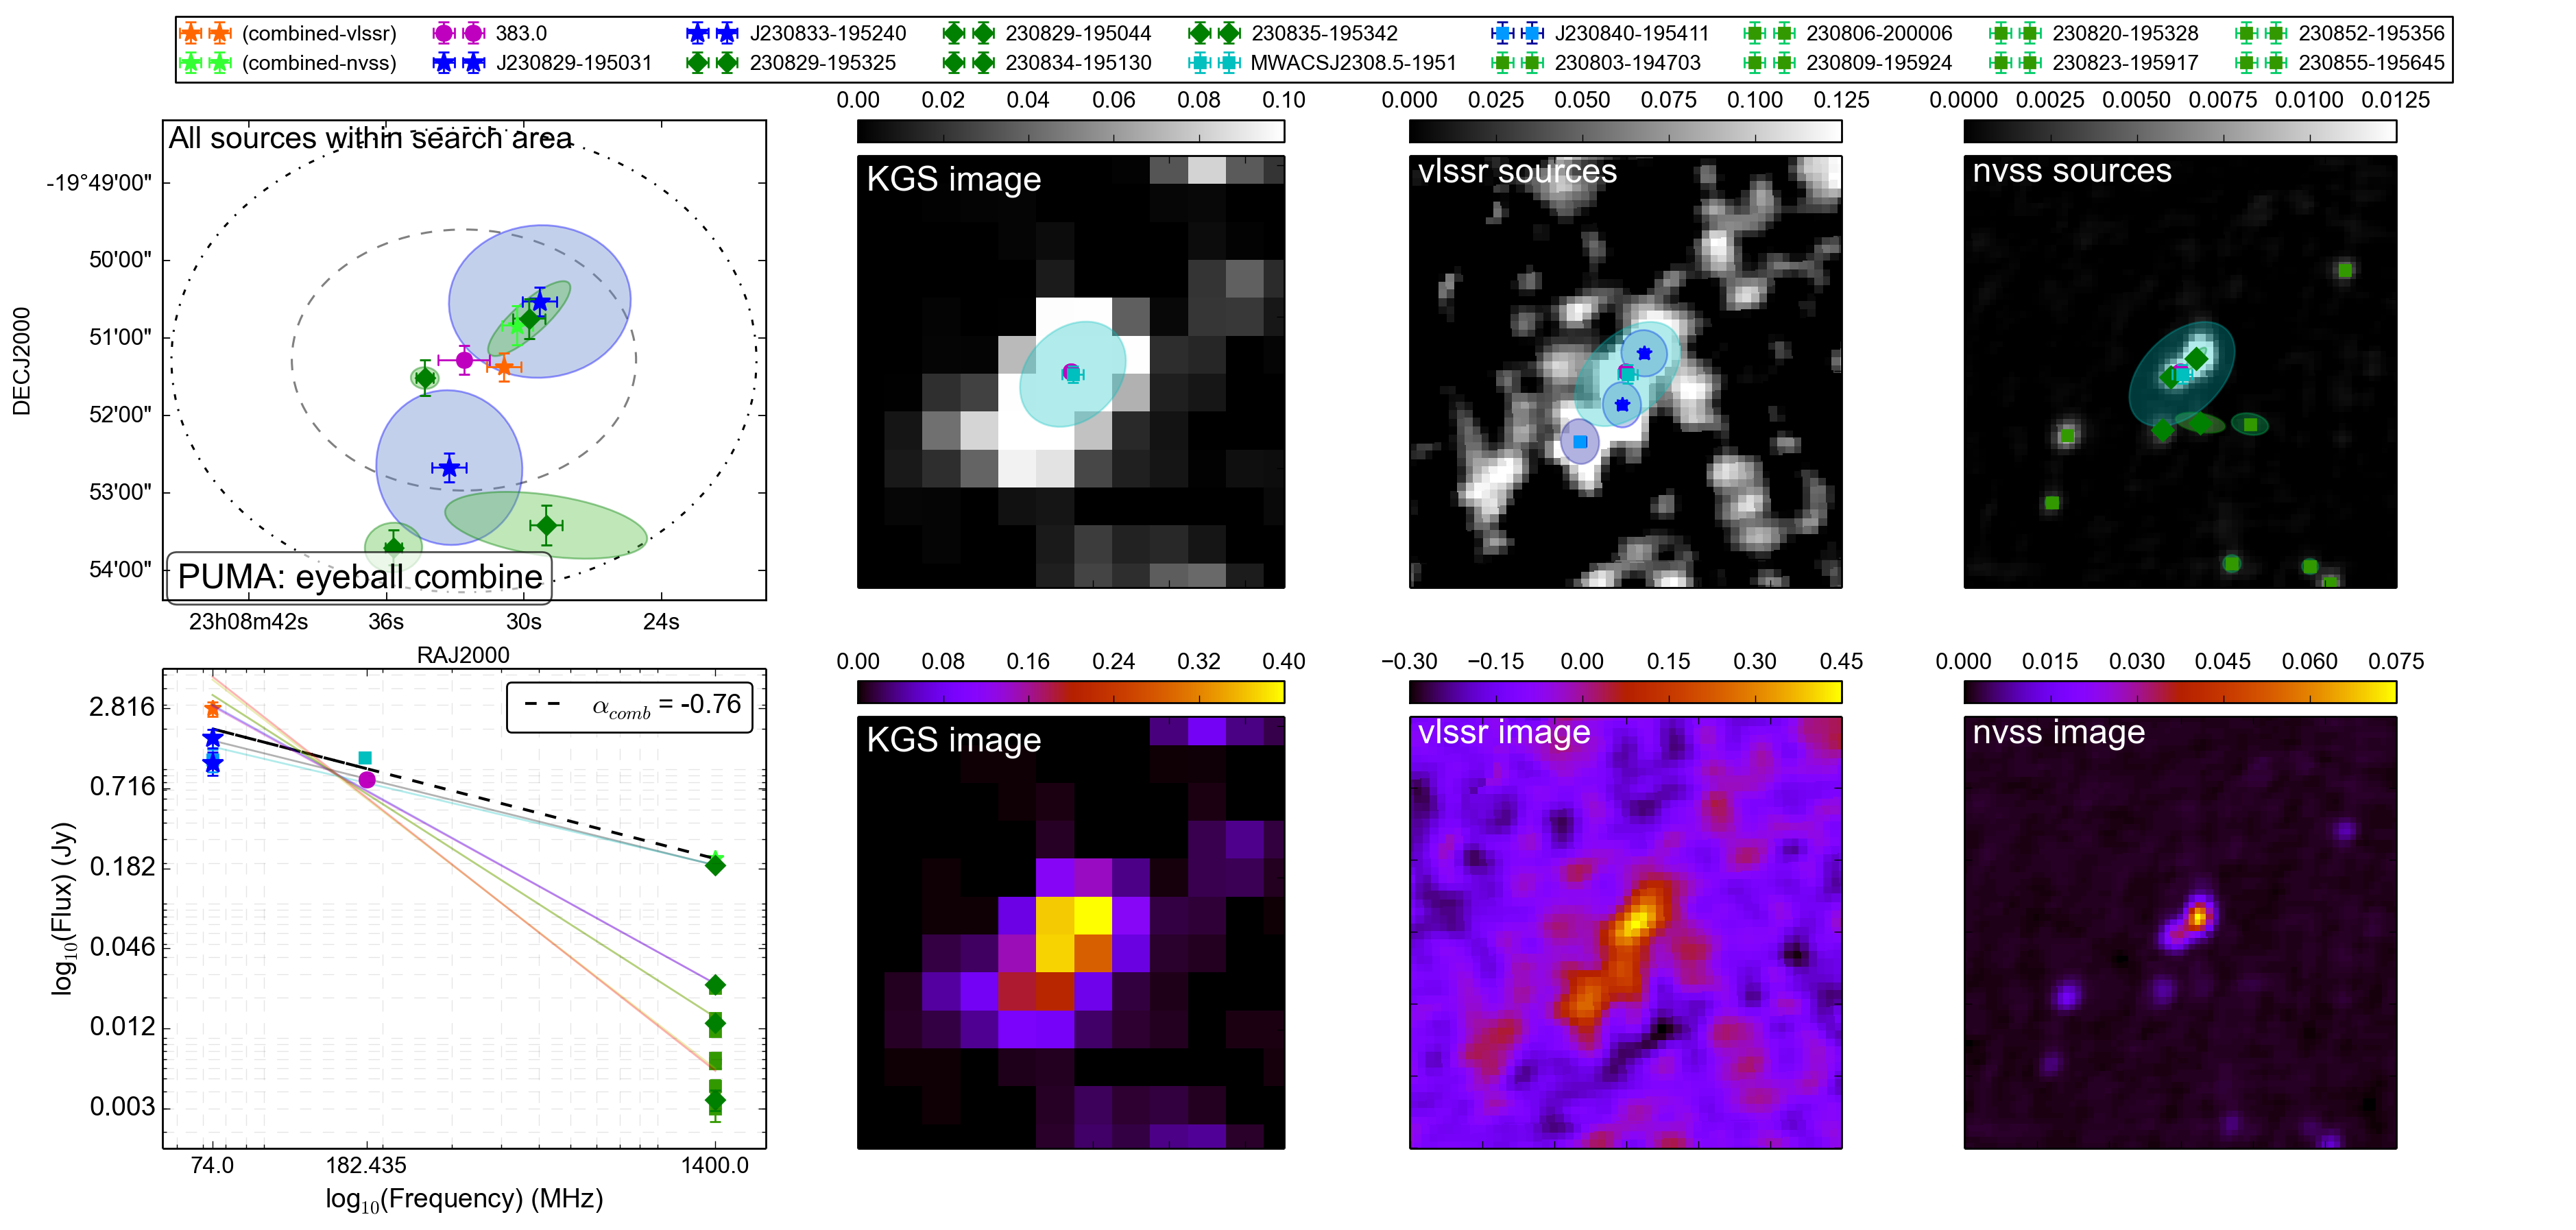 (combined-vlssr) 383.0 J230833-195240 230829-195044 230835-195342 J230840-195411 230806-200006 230820-195328 230852-195356
(combined-nvss) J230829-195031 230829-195325 230834-195130 MWACSJ2308.5-1951 230803-194703 230809-195924 230823-195917 230855-195645
0.00 0.02 0.04 0.06 0.08 0.10
0.000 0.025 0.050 0.075 0.100 0.125
0.0000 0.0025 0.0050 0.0075 0.0100 0.0125
All sources within search area
DECJ2000
-19°49'00"
50'00"
51'00"
52'00"
53'00"
54'00"
PUMA: eyeball combine
23h08m42s 36s 30s 24s
RAJ2000
KGS image
vlssr sources
nvss sources
log10(Flux) (Jy)
2.816
0.716
0.182
0.046
0.012
0.003
αcomb = -0.76
74.0 182.435 1400.0
log10(Frequency) (MHz)
0.00 0.08 0.16 0.24 0.32 0.40
KGS image
−0.30 −0.15 0.00 0.15 0.30 0.45
vlssr image
0.000 0.015 0.030 0.045 0.060 0.075
nvss image